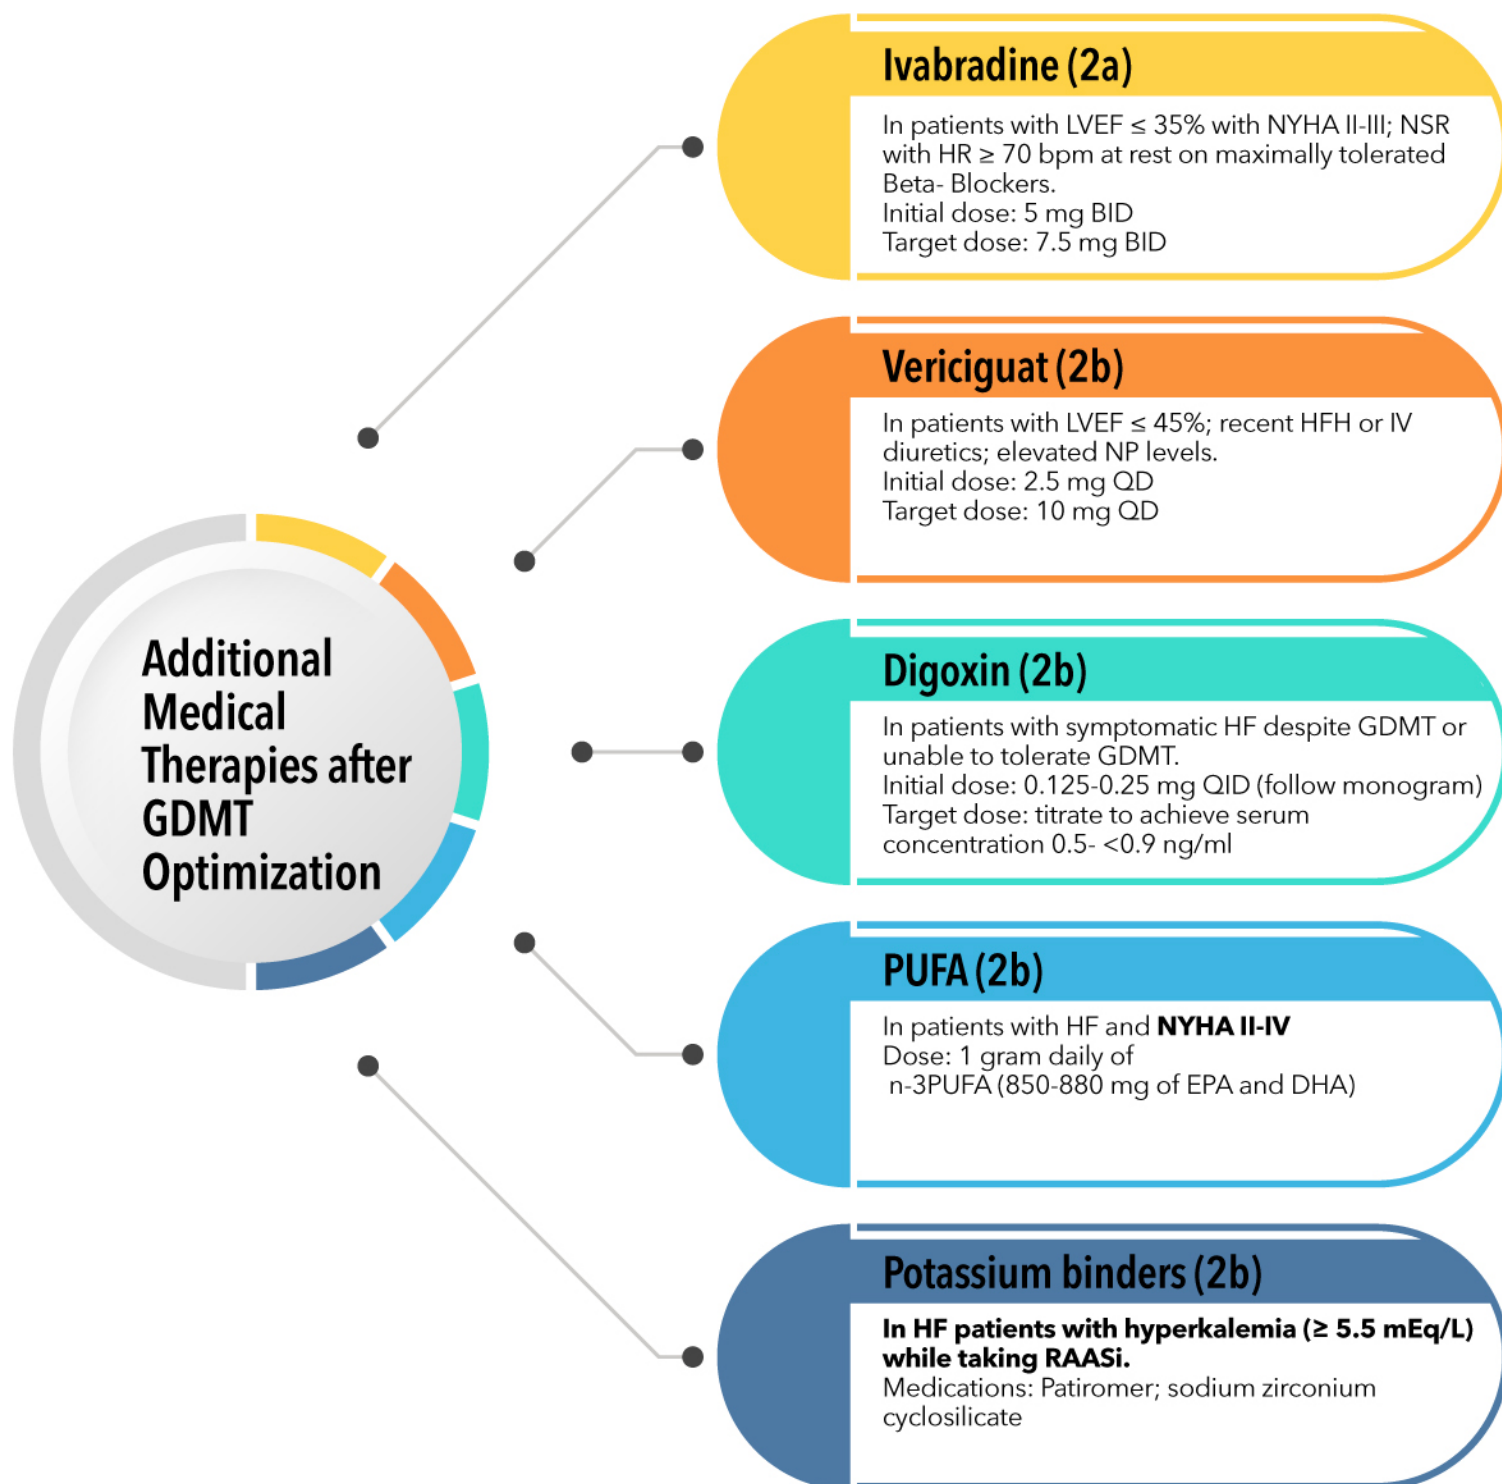 Additional
Medical
Therapies after
GDMT
Optimization
Ivabradine (2a)
In patients with LVEF ≤ 35% with NYHA II-III; NSR
with HR ≥ 70 bpm at rest on maximally tolerated
Beta- Blockers.
Initial dose: 5 mg BID
Target dose: 7.5 mg BID
Vericiguat (2b)
In patients with LVEF ≤ 45%; recent HFH or IV
diuretics; elevated NP levels.
Initial dose: 2.5 mg QD
Target dose: 10 mg QD
Digoxin (2b)
In patients with symptomatic HF despite GDMT or
unable to tolerate GDMT.
Initial dose: 0.125-0.25 mg QID (follow monogram)
Target dose: titrate to achieve serum
concentration 0.5- <0.9 ng/ml
PUFA (2b)
In patients with HF and NYHA II-IV
Dose: 1 gram daily of
n-3PUFA (850-880 mg of EPA and DHA)
Potassium binders (2b)
In HF patients with hyperkalemia (≥ 5.5 mEq/L)
while taking RAASi.
Medications: Patiromer; sodium zirconium
cyclosilicate